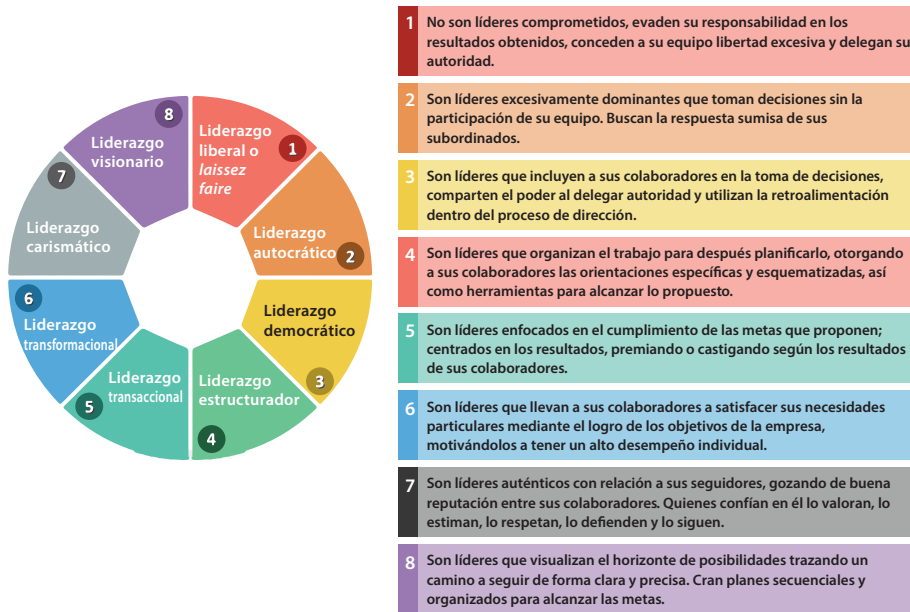 8
Liderazgo
visionario
Liderazgo
liberal o
laissez
faire
1
7
Liderazgo
carismático
Liderazgo
autocrático
2
6
Liderazgo
transformacional
Liderazgo
democrático
3
Liderazgo
transaccional
5
Liderazgo
estructurador
4
1 No son líderes comprometidos, evaden su responsabilidad en los
resultados obtenidos, conceden a su equipo libertad excesiva y delegan su
autoridad.
2 Son líderes excesivamente dominantes que toman decisiones sin la
participación de su equipo. Buscan la respuesta sumisa de sus
subordinados.
3 Son líderes que incluyen a sus colaboradores en la toma de decisiones,
comparten el poder al delegar autoridad y utilizan la retroalimentación
dentro del proceso de dirección.
4 Son líderes que organizan el trabajo para después planificarlo, otorgando
a sus colaboradores las orientaciones específicas y esquematizadas, así
como herramientas para alcanzar lo propuesto.
5 Son líderes enfocados en el cumplimiento de las metas que proponen;
centrados en los resultados, premiando o castigando según los resultados
de sus colaboradores.
6 Son líderes que llevan a sus colaboradores a satisfacer sus necesidades
particulares mediante el logro de los objetivos de la empresa,
motivándolos a tener un alto desempeño individual.
7 Son líderes auténticos con relación a sus seguidores, gozando de buena
reputación entre sus colaboradores. Quienes confían en él lo valoran, lo
estiman, lo respetan, lo defienden y lo siguen.
8 Son líderes que visualizan el horizonte de posibilidades trazando un
camino a seguir de forma clara y precisa. Cran planes secuenciales y
organizados para alcanzar las metas.